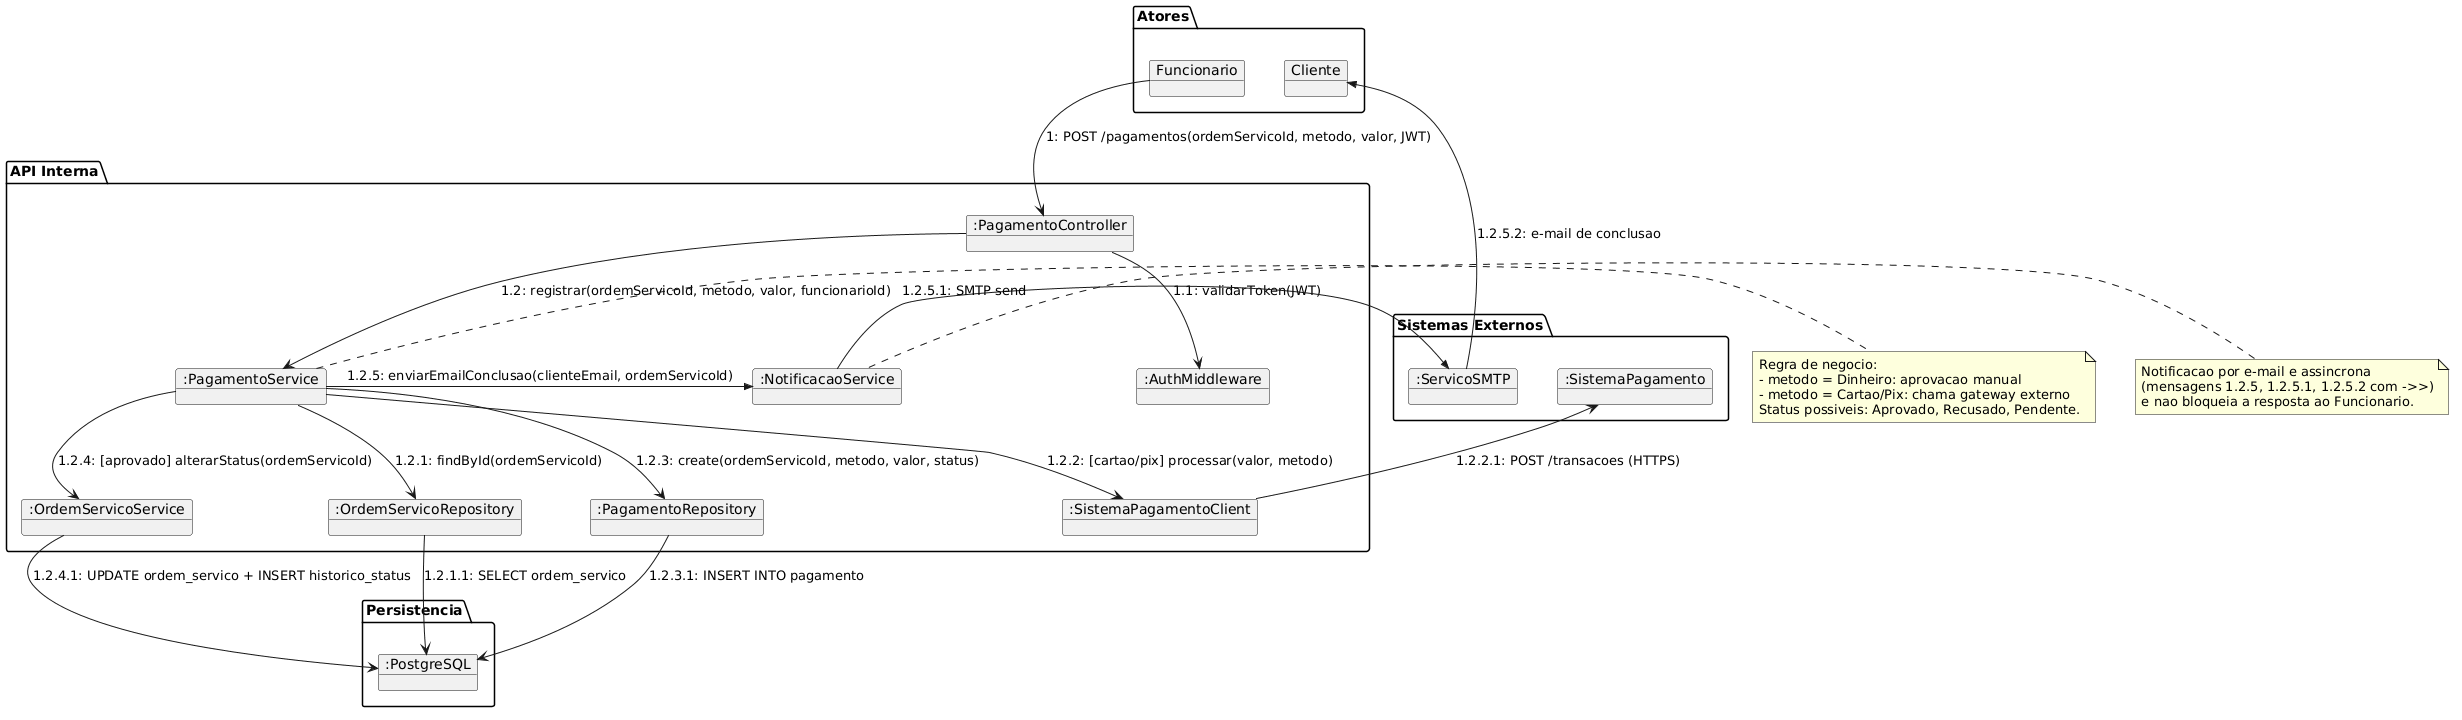 Atores
Funcionario
Cliente
1: POST /pagamentos(ordemServicoId, metodo, valor, JWT)
API Interna
:PagamentoController
1.2.5.2: e-mail de conclusao
1.2: registrar(ordemServicoId, metodo, valor, funcionarioId)
1.2.5.1: SMTP send
1.1: validarToken(JWT)
Sistemas Externos
:PagamentoService
1.2.5: enviarEmailConclusao(clienteEmail, ordemServicoId)
:NotificacaoService
:AuthMiddleware
:ServicoSMTP
:SistemaPagamento
Regra de negocio:
- metodo = Dinheiro: aprovacao manual
- metodo = Cartao/Pix: chama gateway externo
Status possiveis: Aprovado, Recusado, Pendente.
Notificacao por e-mail e assincrona
(mensagens 1.2.5, 1.2.5.1, 1.2.5.2 com ->>)
e nao bloqueia a resposta ao Funcionario.
1.2.4: [aprovado] alterarStatus(ordemServicoId)
1.2.1: findById(ordemServicoId)
1.2.3: create(ordemServicoId, metodo, valor, status)
1.2.2: [cartao/pix] processar(valor, metodo)
1.2.2.1: POST /transacoes (HTTPS)
:OrdemServicoService
:OrdemServicoRepository
:PagamentoRepository
:SistemaPagamentoClient
1.2.4.1: UPDATE ordem_servico + INSERT historico_status
1.2.1.1: SELECT ordem_servico
1.2.3.1: INSERT INTO pagamento
Persistencia
:PostgreSQL